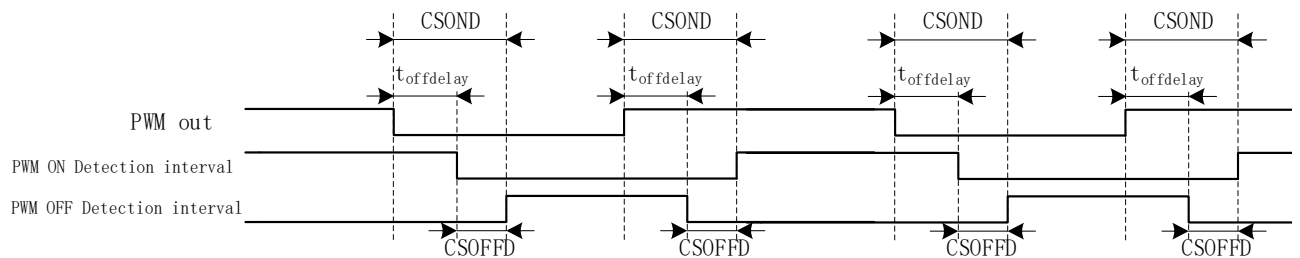 CSOND CSOND CSOND CSOND
toffdelay toffdelay toffdelay toffdelay
PWM out
PWM ON Detection interval
PWM OFF Detection interval
CSOFFD CSOFFD CSOFFD CSOFFD